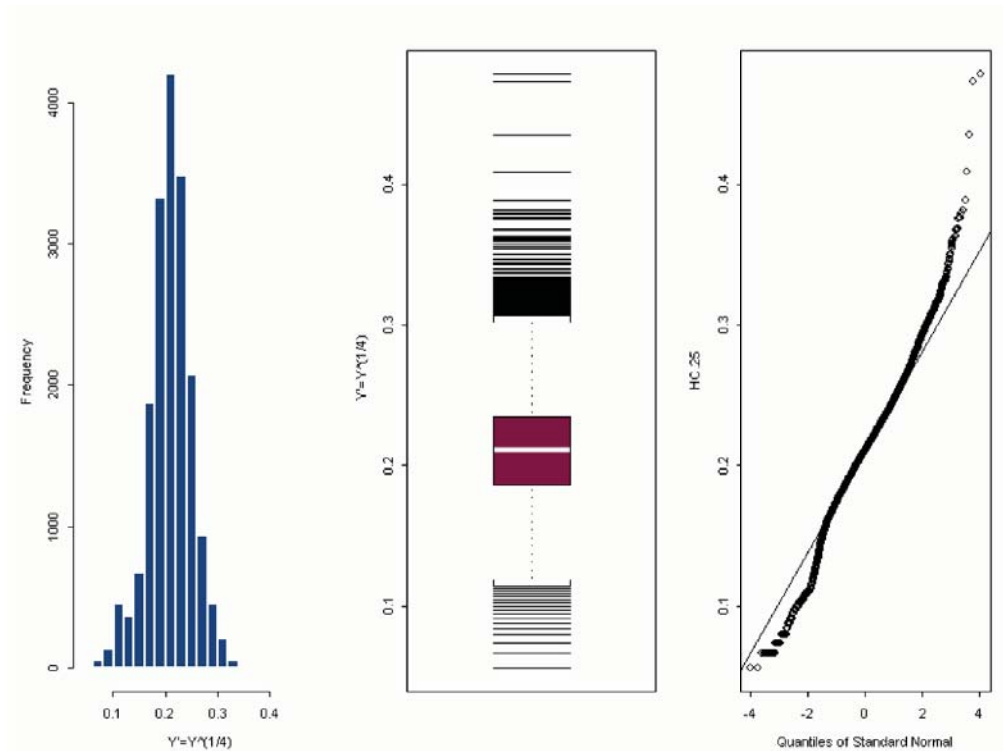 Frequency
4000
3000
2000
1000
0
0.1 0.2 0.3 0.4
Y'=Y^(1/4)
Y'=Y^(1/4)
0.4
0.3
0.2
0.1
HC.25
0.4
0.3
0.2
0.1
-4 -2 0 2 4
Quantiles of Standard Normal